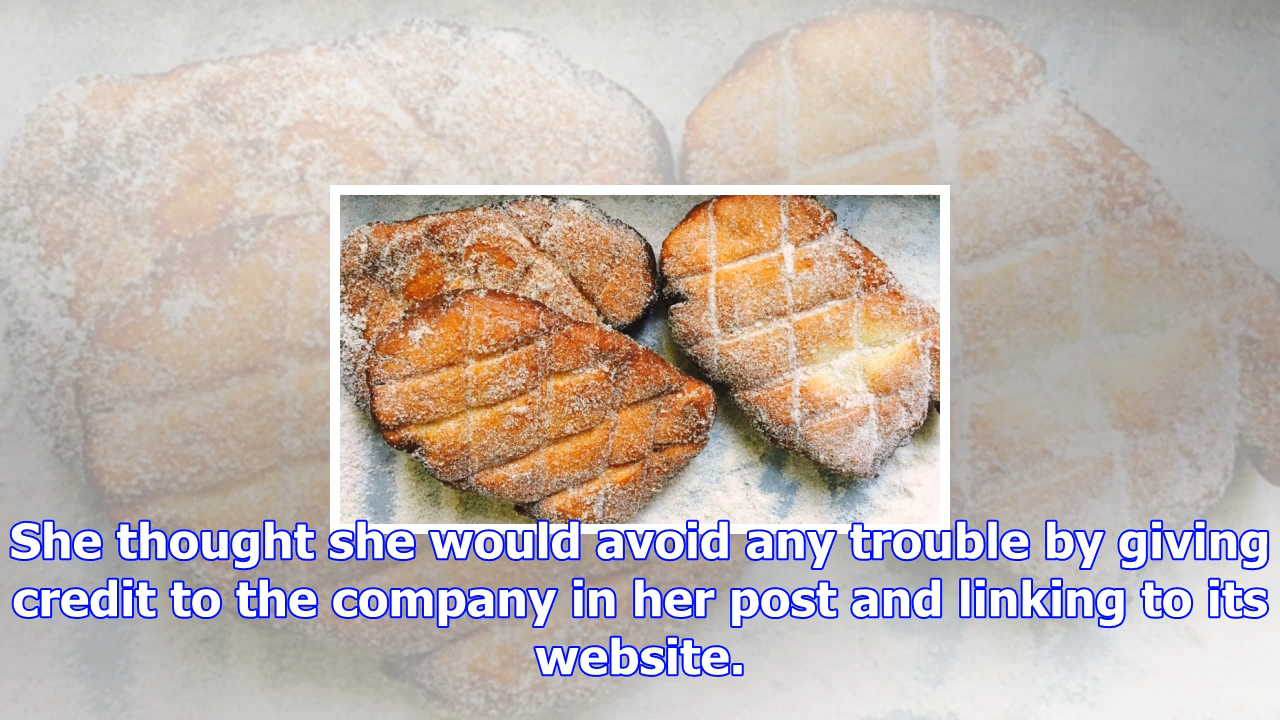 She thought she would avoid any trouble by giving
credit to the company in her post and linking to its
website.